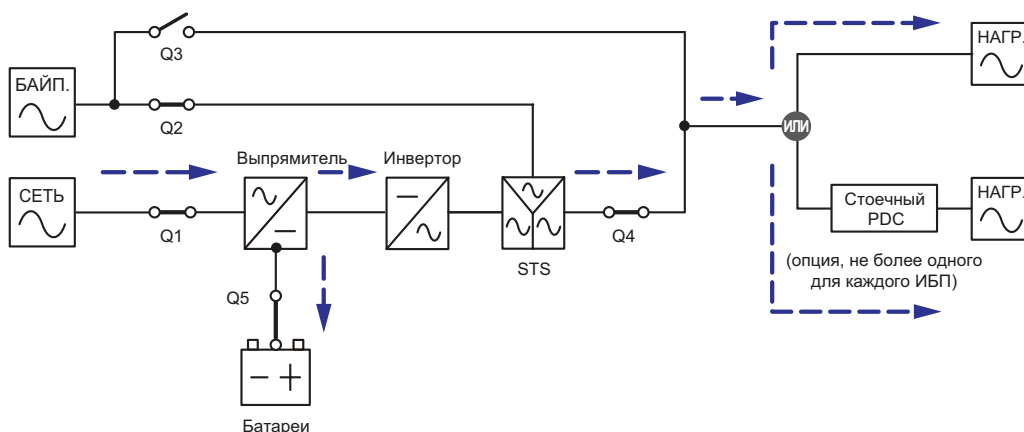 Q3
НАГР.
БАЙП.
Q2
ИЛИ
Выпрямитель
Инвертор
СЕТЬ
Q1
STS
Q4
Стоечный
PDC
НАГР.
(опция, не более одного
для каждого ИБП)
Q5
Батареи